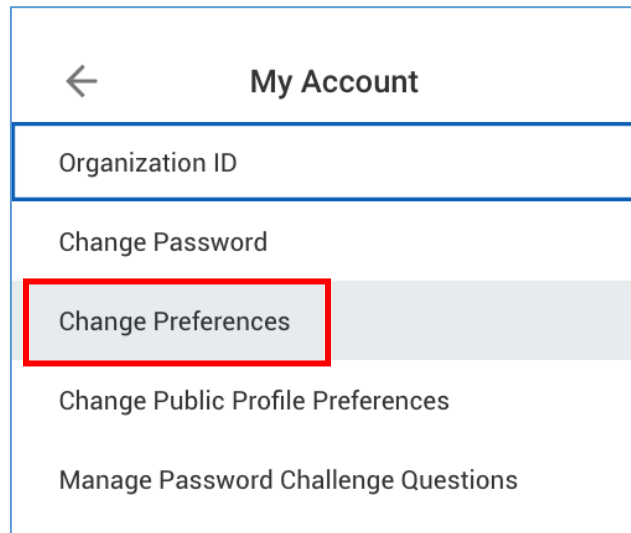 My Account
Organization ID
Change Password
Change Preferences
Change Public Profile Preferences
Manage Password Challenge Questions